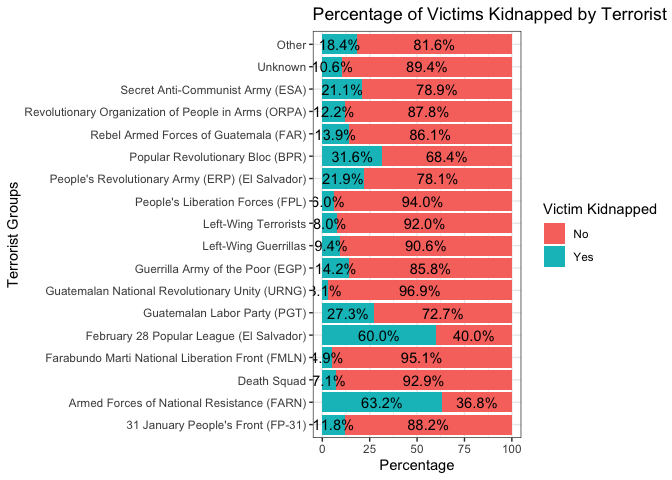 Percentage of Victims Kidnapped by Terrorist
Terrorist Groups
Other 18.4% 81.6%
Unknown 10.6% 89.4%
Secret Anti-Communist Army (ESA) 21.1% 78.9%
Revolutionary Organization of People in Arms (ORPA) 12.2% 87.8%
Rebel Armed Forces of Guatemala (FAR) 13.9% 86.1%
Popular Revolutionary Bloc (BPR) 31.6% 68.4%
People's Revolutionary Army (ERP) (El Salvador) 21.9% 78.1%
People's Liberation Forces (FPL) 6.0% 94.0%
Left-Wing Terrorists 8.0% 92.0%
Left-Wing Guerrillas 9.4% 90.6%
Guerrilla Army of the Poor (EGP) 14.2% 85.8%
Guatemalan National Revolutionary Unity (URNG) 3.1% 96.9%
Guatemalan Labor Party (PGT) 27.3% 72.7%
February 28 Popular League (El Salvador) 60.0% 40.0%
Farabundo Marti National Liberation Front (FMLN) 4.9% 95.1%
Death Squad 7.1% 92.9%
Armed Forces of National Resistance (FARN) 63.2% 36.8%
31 January People's Front (FP-31) 11.8% 88.2%
0 25 50 75 100
Percentage
Victim Kidnapped
No
Yes